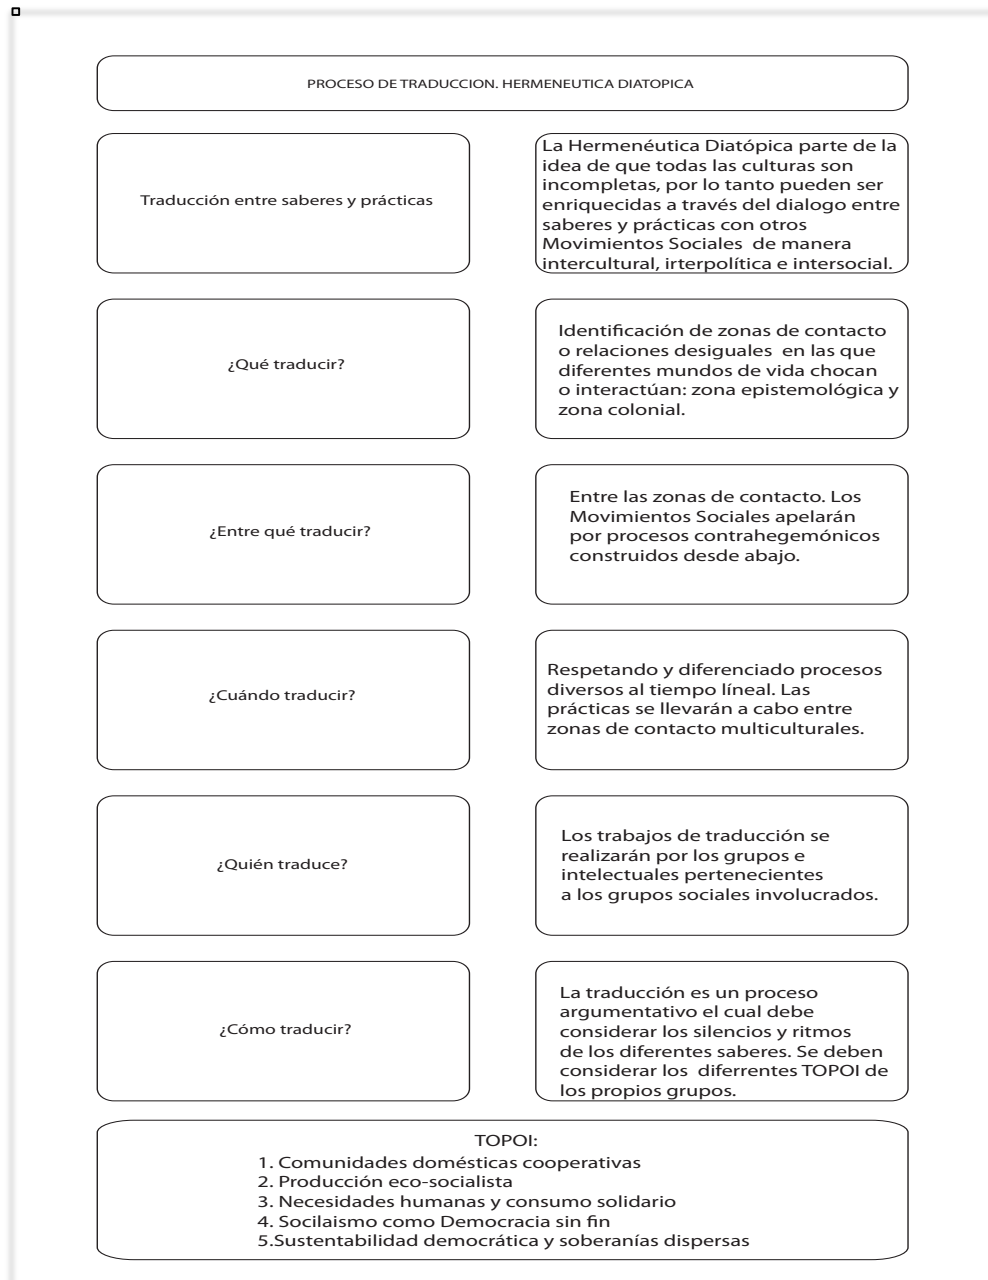 PROCESO DE TRADUCCION. HERMENEUTICA DIATOPICA
Traducción entre saberes y prácticas
La Hermenéutica Diatópica parte de la
idea de que todas las culturas son
incompletas, por lo tanto pueden ser
enriquecidas a través del dialogo entre
saberes y prácticas con otros
Movimientos Sociales  de manera
intercultural, irterpolítica e intersocial.
¿Qué traducir?
Identificación de zonas de contacto
o relaciones desiguales  en las que
diferentes mundos de vida chocan
o interactúan: zona epistemológica y
zona colonial.
¿Entre qué traducir?
Entre las zonas de contacto. Los
Movimientos Sociales apelarán
por procesos contrahegemónicos
construidos desde abajo.
¿Cuándo traducir?
Respetando y diferenciado procesos
diversos al tiempo líneal. Las
prácticas se llevarán a cabo entre
zonas de contacto multiculturales.
¿Quién traduce?
Los trabajos de traducción se
realizarán por los grupos e
intelectuales pertenecientes
a los grupos sociales involucrados.
¿Cómo traducir?
La traducción es un proceso
argumentativo el cual debe
considerar los silencios y ritmos
de los diferentes saberes. Se deben
considerar los  diferrentes TOPOI de
los propios grupos.
TOPOI:
1. Comunidades domésticas cooperativas
2. Producción eco-socialista
3. Necesidades humanas y consumo solidario
4. Socilaismo como Democracia sin fin
5.Sustentabilidad democrática y soberanías dispersas